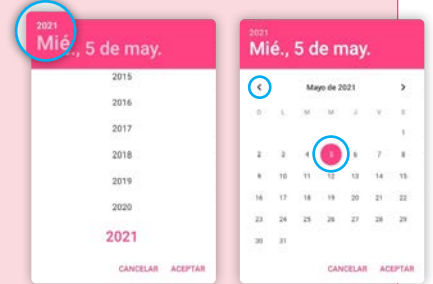 2021
Mié., 5 de may.
2015
2016
2017
2018
2019
2020
2021
CANCELAR ACEPTAR
2021
Mié., 5 de may.
Mayo de 2021
D L M M J V S
1
2 3 4 5 6 7 8
9 10 11 12 13 14 15
16 17 18 19 20 21 22
23 24 25 26 27 28 29
30 31
CANCELAR ACEPTAR